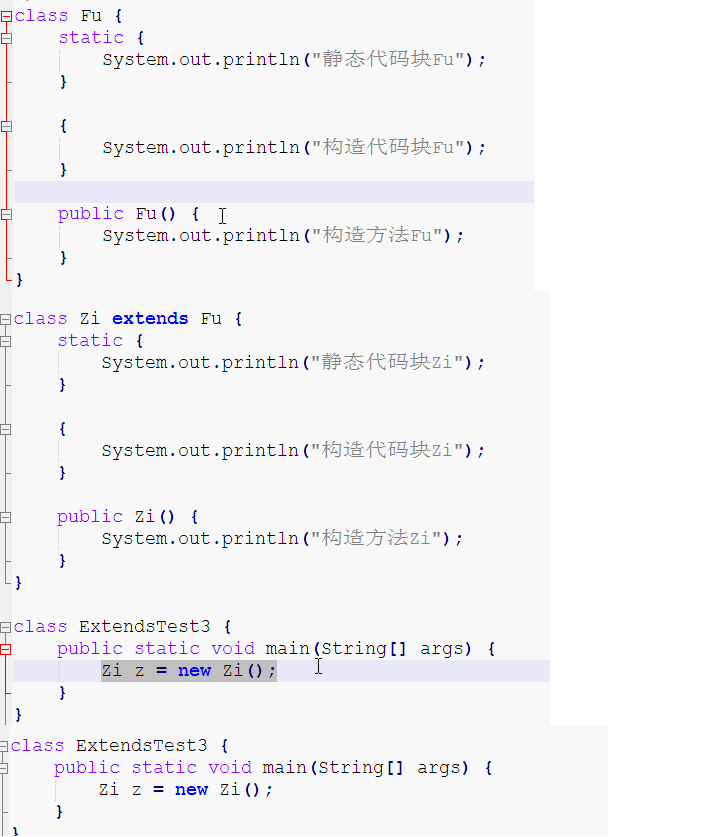 class Fu {
    static {
        System.out.println("静态代码块Fu");
    }
    {
        System.out.println("构造代码块Fu");
    }
    public Fu() {
        System.out.println("构造方法Fu");
    }
}
class Zi extends Fu {
    static {
        System.out.println("静态代码块Zi");
    }
    {
        System.out.println("构造代码块Zi");
    }
    public Zi() {
        System.out.println("构造方法Zi");
    }
}
class ExtendsTest3 {
    public static void main(String[] args) {
        Zi z = new Zi();
    }
}
class ExtendsTest3 {
    public static void main(String[] args) {
        Zi z = new Zi();
    }
}